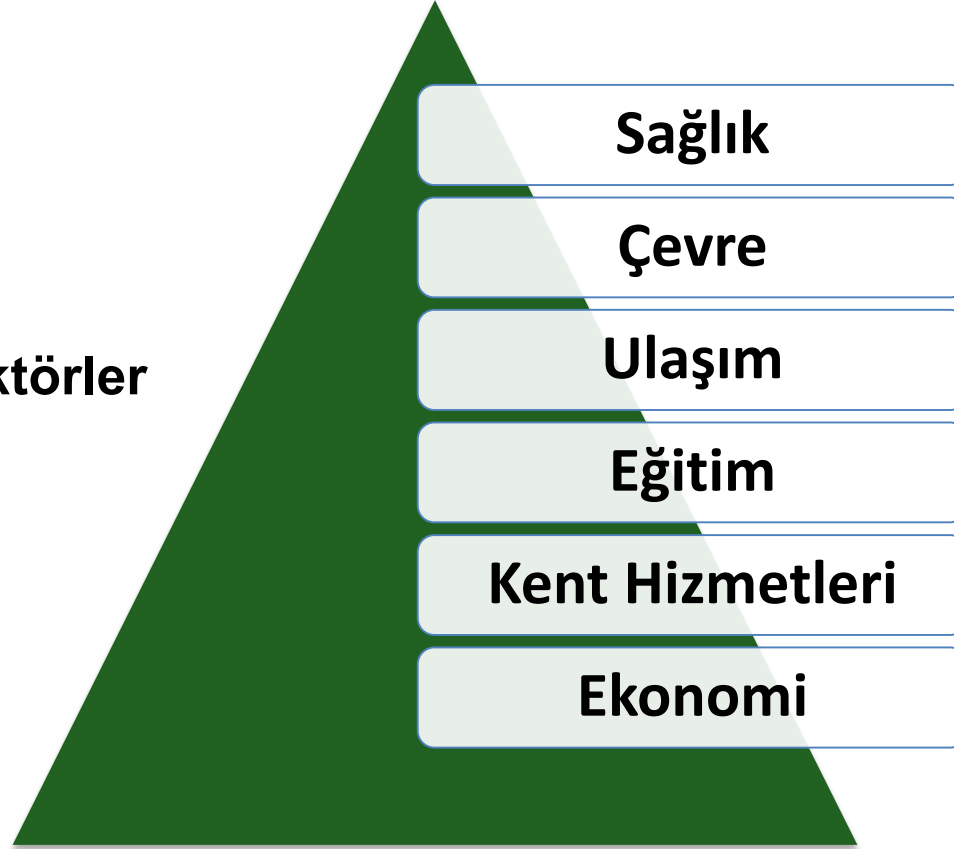 Sağlık
Çevre
Ulaşım
ktörler
Eğitim
Kent Hizmetleri
Ekonomi